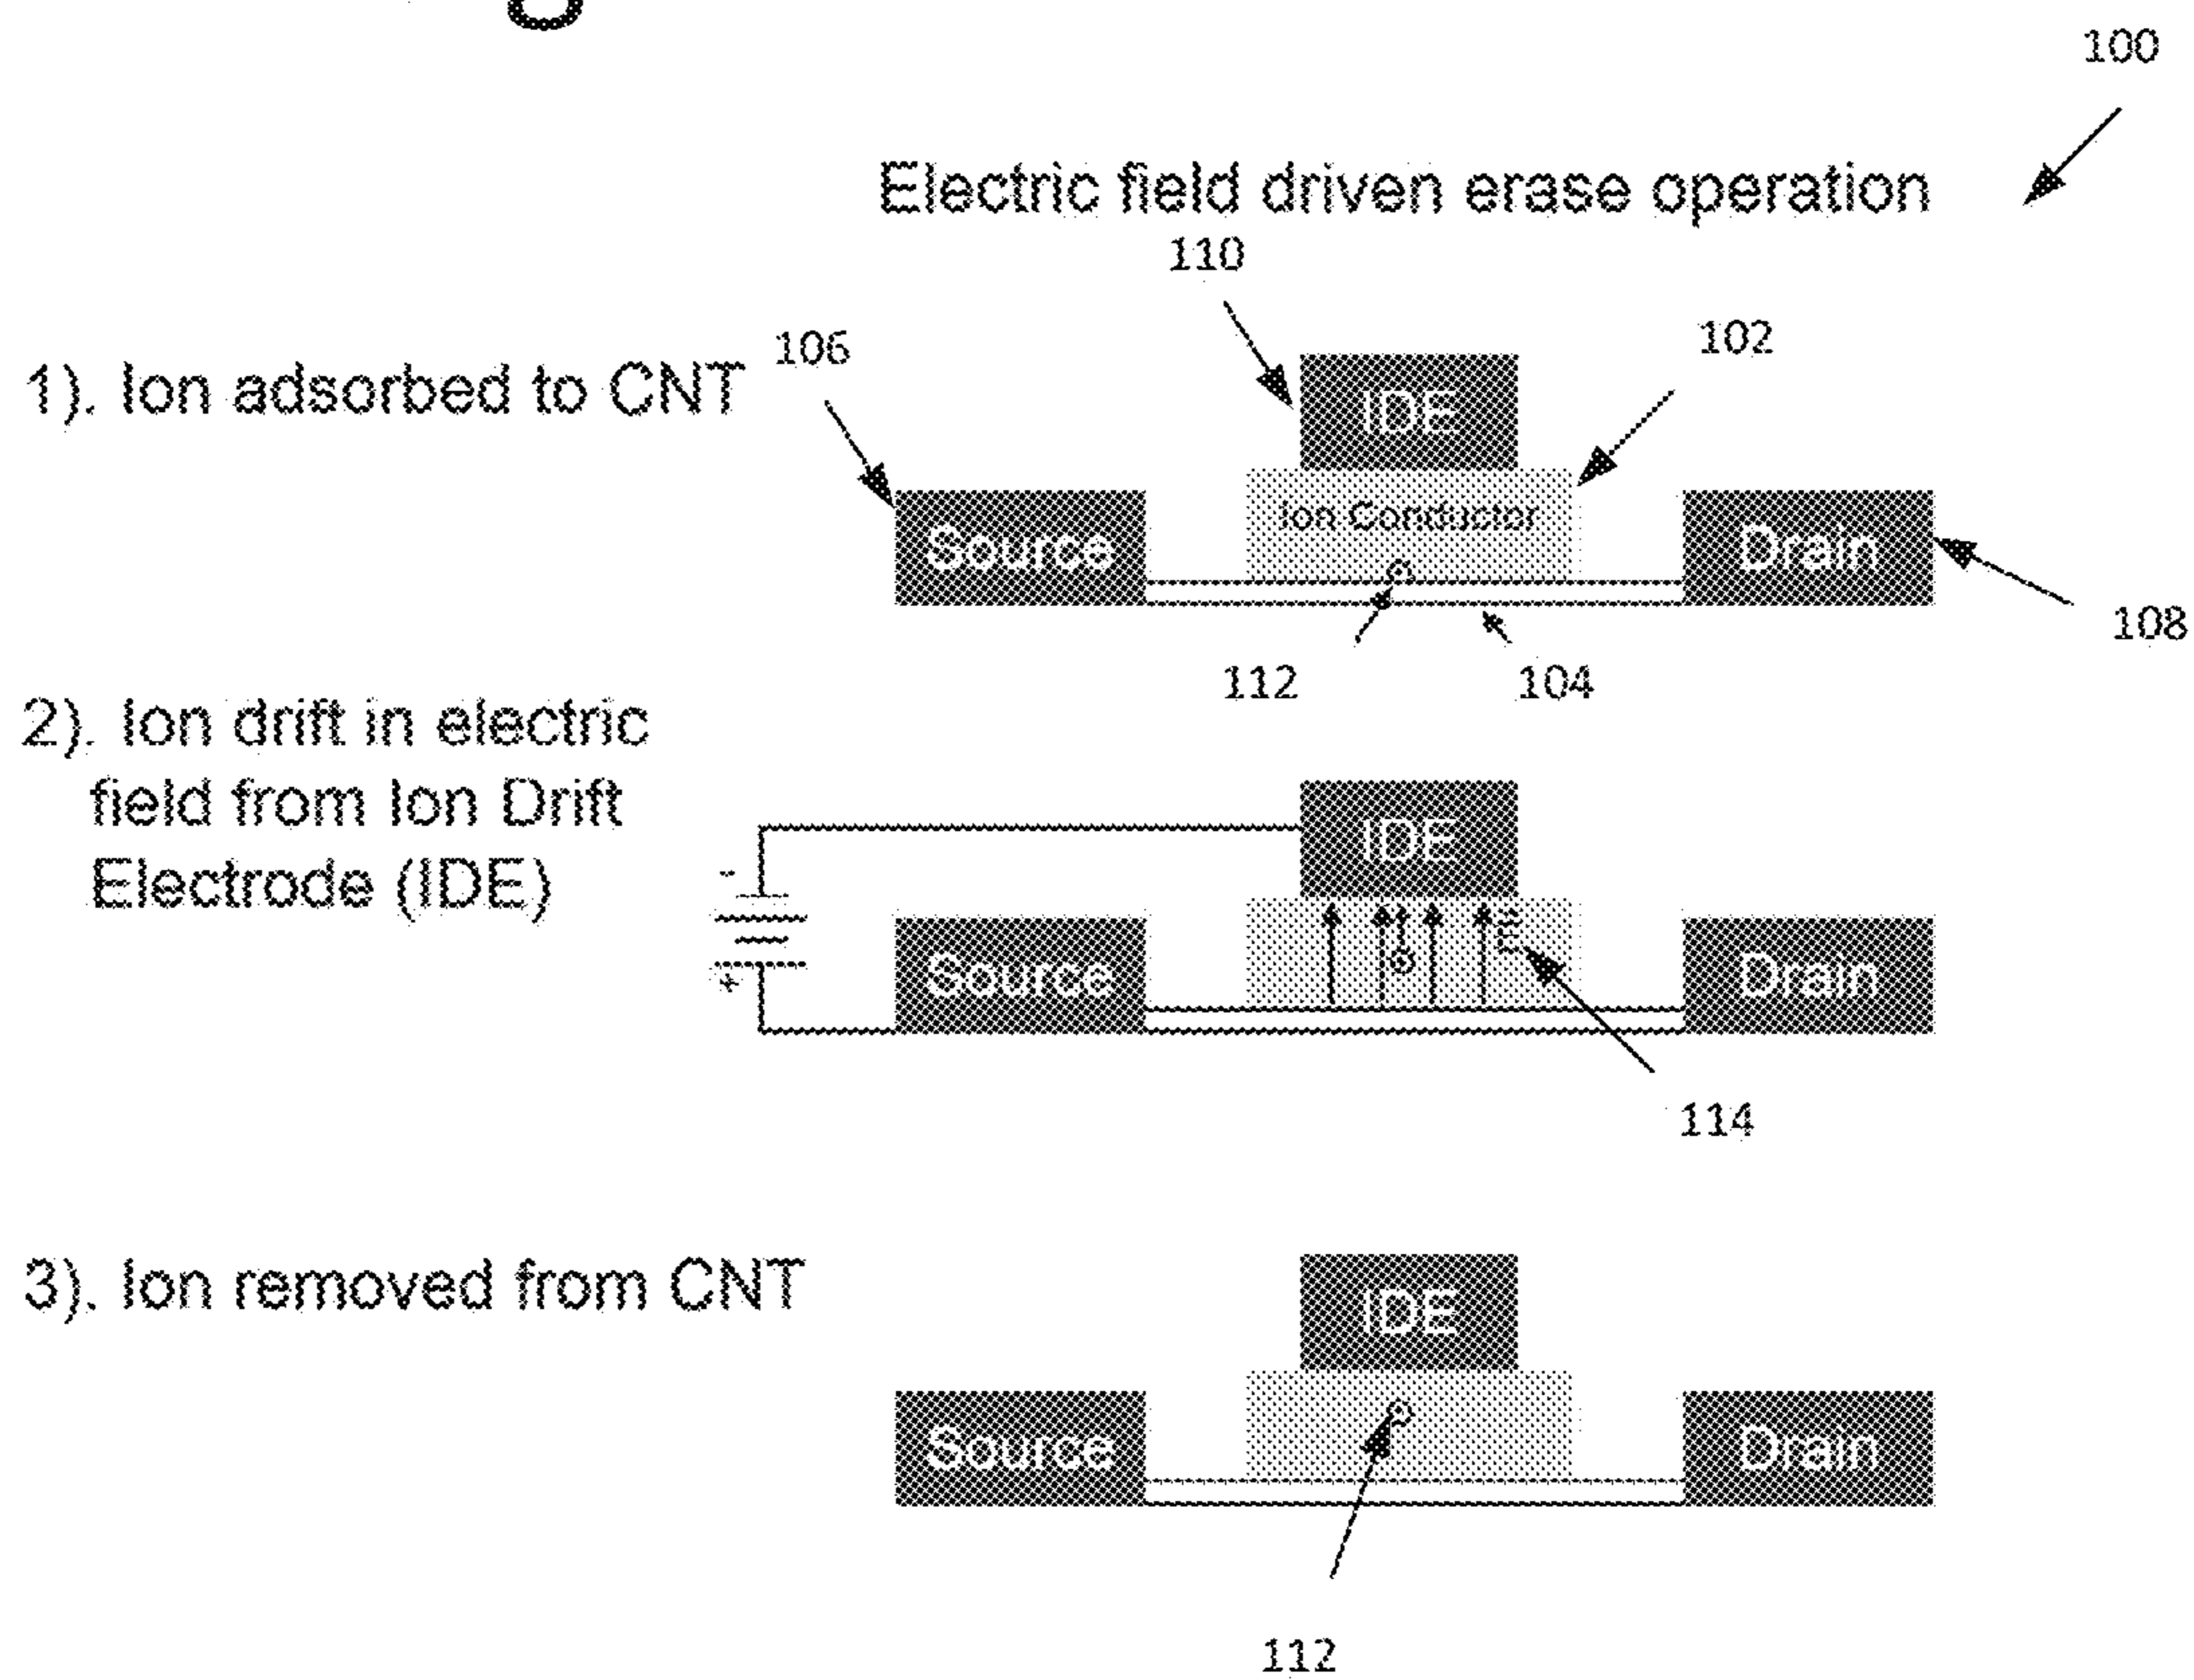 100
Electric field driven erase operation
110
1). Ion adsorbed to CNT
106
102
IDE
Ion Conductor
Source
Drain
108
112
104
2). Ion drift in electric
field from Ion Drift
Electrode (IDE)
IDE
-
E
+
Source
Drain
114
3). Ion removed from CNT
IDE
Source
Drain
112